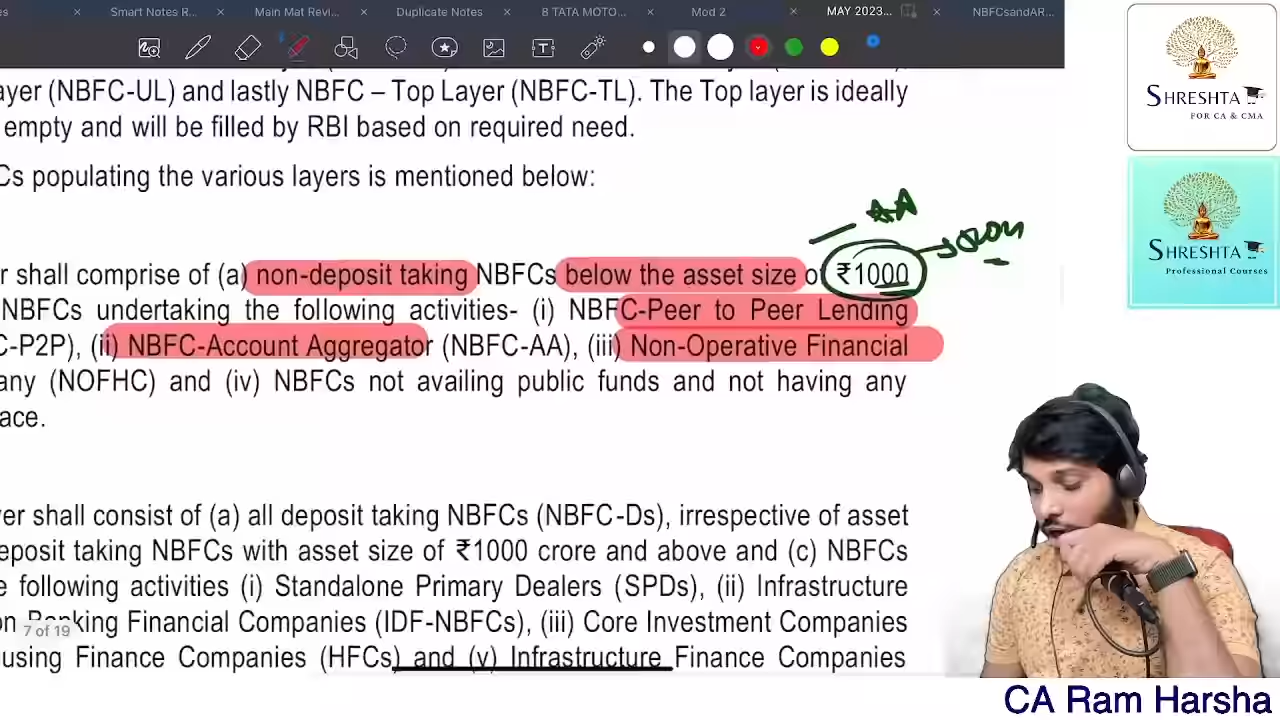 Smart Notes R...
Main Mat Revi...
Duplicate Notes
8 TATA MOTO...
Mod 2
MAY 2023...
NBFCsandAR...
ayer (NBFC-UL) and lastly NBFC – Top Layer (NBFC-TL). The Top layer is ideally
empty and will be filled by RBI based on required need.
Cs populating the various layers is mentioned below:
AA
r shall comprise of (a) non-deposit taking NBFCs below the asset size o ₹1000
NBFCs undertaking the following activities- (i) NBFC-Peer to Peer Lending
C-P2P), (ii) NBFC-Account Aggregator (NBFC-AA), (iii) Non-Operative Financial
any (NOFHC) and (iv) NBFCs not availing public funds and not having any
ace.
er shall consist of (a) all deposit taking NBFCs (NBFC-Ds), irrespective of asset
eposit taking NBFCs with asset size of ₹1000 crore and above and (c) NBFCs
e following activities (i) Standalone Primary Dealers (SPDs), (ii) Infrastructure
on Banking Financial Companies (IDF-NBFCs), (iii) Core Investment Companies
7 of 19
using Finance Companies (HFCs) and (v) Infrastructure Finance Companies
SHRESHTA
FOR CA & CMA
SHRESHTA
Professional Courses
CA Ram Harsha